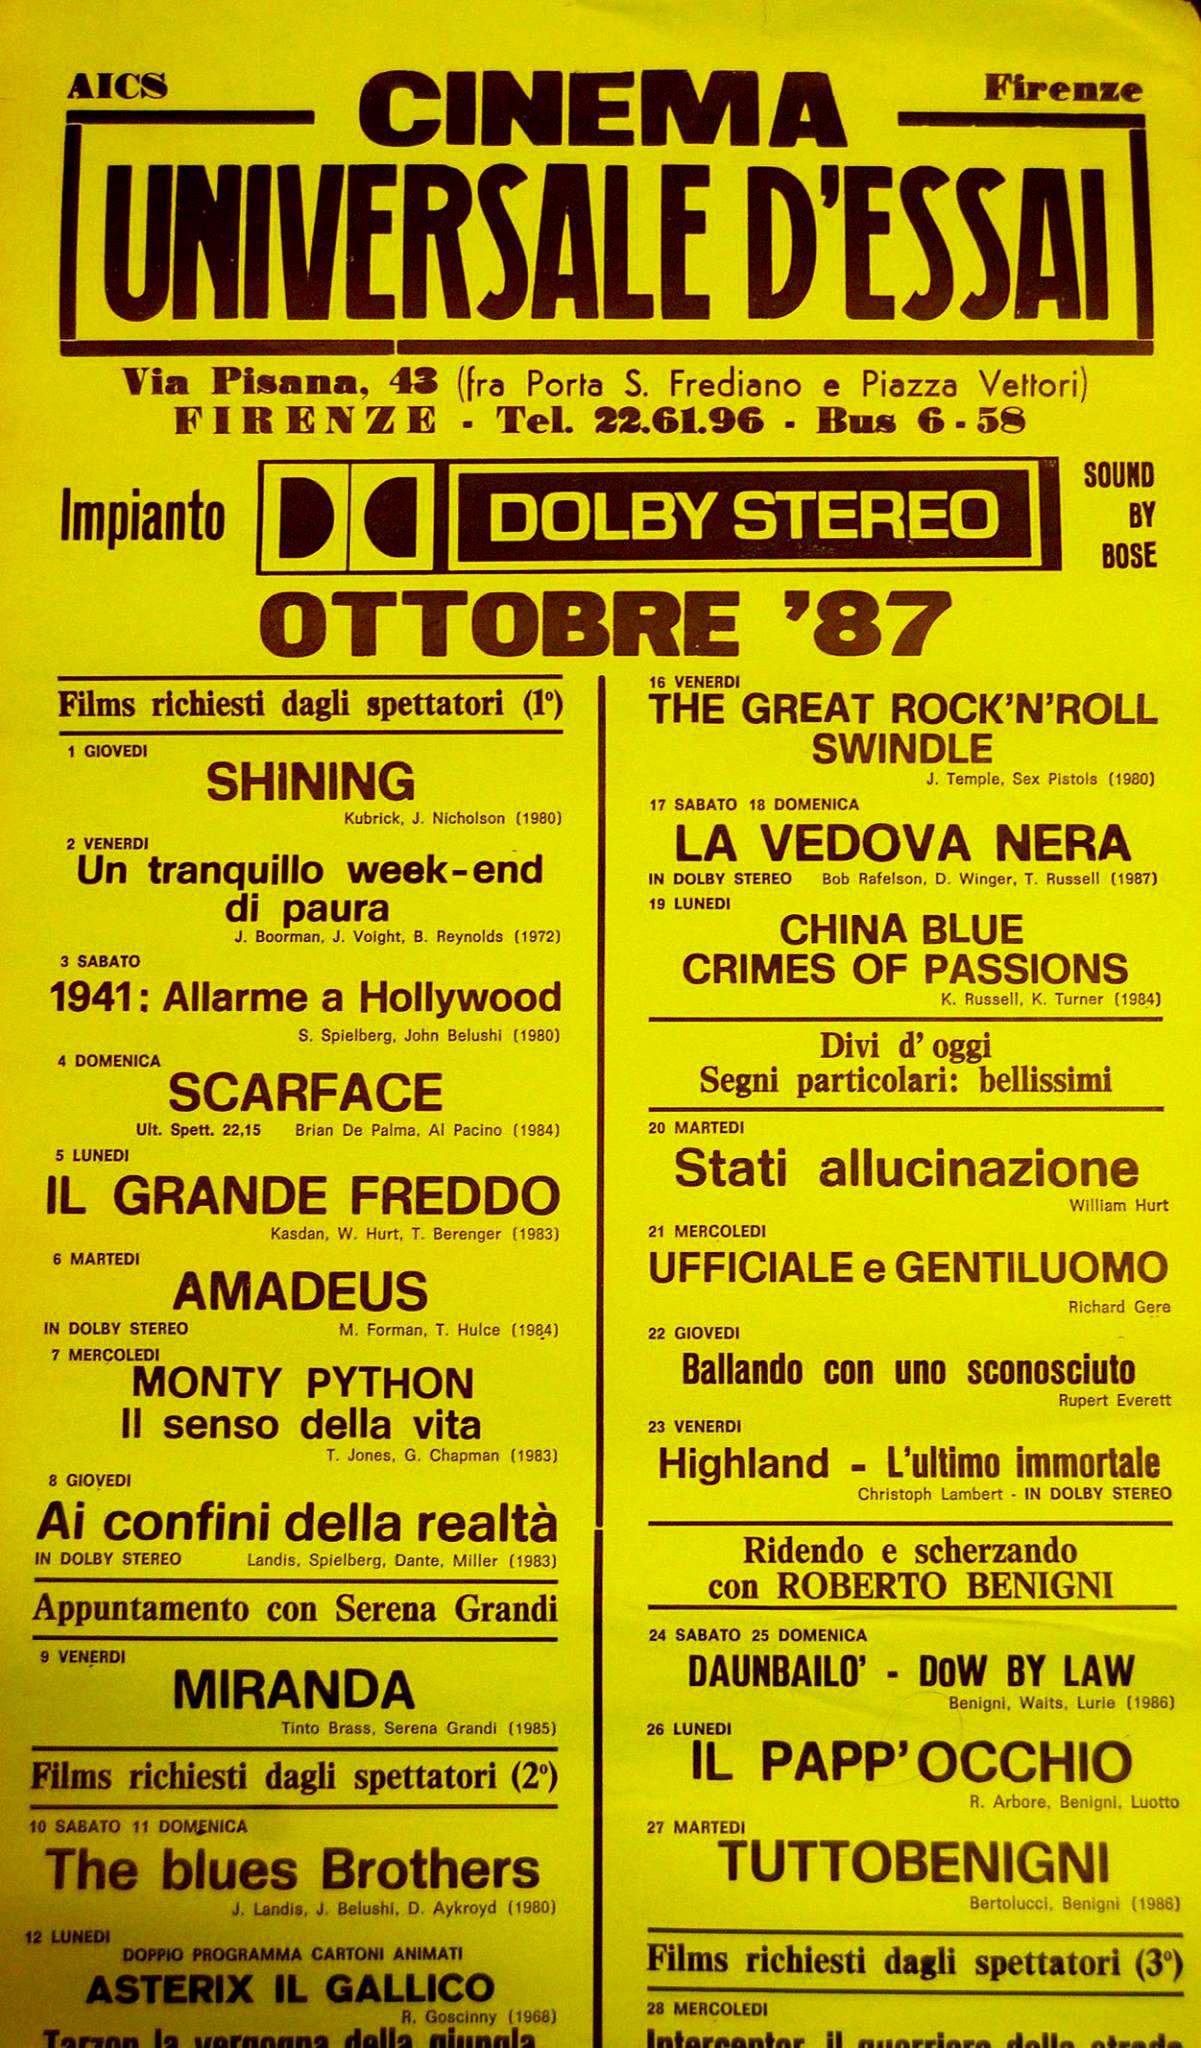 AICS
Firenze
CINEMA
UNIVERSALE D'ESSAI
Via Pisana, 43 (fra Porta S. Frediano e Piazza Vettori)
FIRENZE - Tel. 22.61.96 - Bus 6 - 58
Impianto
DOLBY STEREO
SOUND
BY
BOSE
OTTOBRE '87
Films richiesti dagli spettatori (1º)
1 GIOVEDI
SHINING
Kubrick, J. Nicholson (1980)
2 VENERDI
Un tranquillo week-end
di paura
J. Boorman, J. Voight, B. Reynolds (1972)
3 SABATO
1941: Allarme a Hollywood
S. Spielberg, John Belushi (1980)
4 DOMENICA
SCARFACE
Ult. Spett. 22,15 Brian De Palma, Al Pacino (1984)
5 LUNEDI
IL GRANDE FREDDO
Kasdan, W. Hurt, T. Berenger (1983)
6 MARTEDI
AMADEUS
IN DOLBY STEREO M. Forman, T. Hulce (1984)
7 MERCOLEDI
MONTY PYTHON
Il senso della vita
T. Jones, G. Chapman (1983)
8 GIOVEDI
Ai confini della realtà
IN DOLBY STEREO Landis, Spielberg, Dante, Miller (1983)
Appuntamento con Serena Grandi
9 VENERDI
MIRANDA
Tinto Brass, Serena Grandi (1985)
Films richiesti dagli spettatori (2º)
10 SABATO 11 DOMENICA
The blues Brothers
J. Landis, J. Belushi, D. Aykroyd (1980)
12 LUNEDI
DOPPIO PROGRAMMA CARTONI ANIMATI
ASTERIX IL GALLICO
R. Goscinny (1968)
Tarzon la vergogna della giungla
16 VENERDI
THE GREAT ROCK'N'ROLL
SWINDLE
J. Temple, Sex Pistols (1980)
17 SABATO 18 DOMENICA
LA VEDOVA NERA
IN DOLBY STEREO Bob Rafelson, D. Winger, T. Russell (1987)
19 LUNEDI
CHINA BLUE
CRIMES OF PASSIONS
K. Russell, K. Turner (1984)
Divi d'oggi
Segni particolari: bellissimi
20 MARTEDI
Stati allucinazione
William Hurt
21 MERCOLEDI
UFFICIALE e GENTILUOMO
Richard Gere
22 GIOVEDI
Ballando con uno sconosciuto
Rupert Everett
23 VENERDI
Highland - L'ultimo immortale
Christoph Lambert - IN DOLBY STEREO
Ridendo e scherzando
con ROBERTO BENIGNI
24 SABATO 25 DOMENICA
DAUNBAILO' - DoW BY LAW
Benigni, Waits, Lurie (1986)
26 LUNEDI
IL PAPP'OCCHIO
R. Arbore, Benigni, Luotto
27 MARTEDI
TUTTOBENIGNI
Bertolucci, Benigni (1986)
Films richiesti dagli spettatori (3º)
28 MERCOLEDI
Interceptor il guerriero della strada